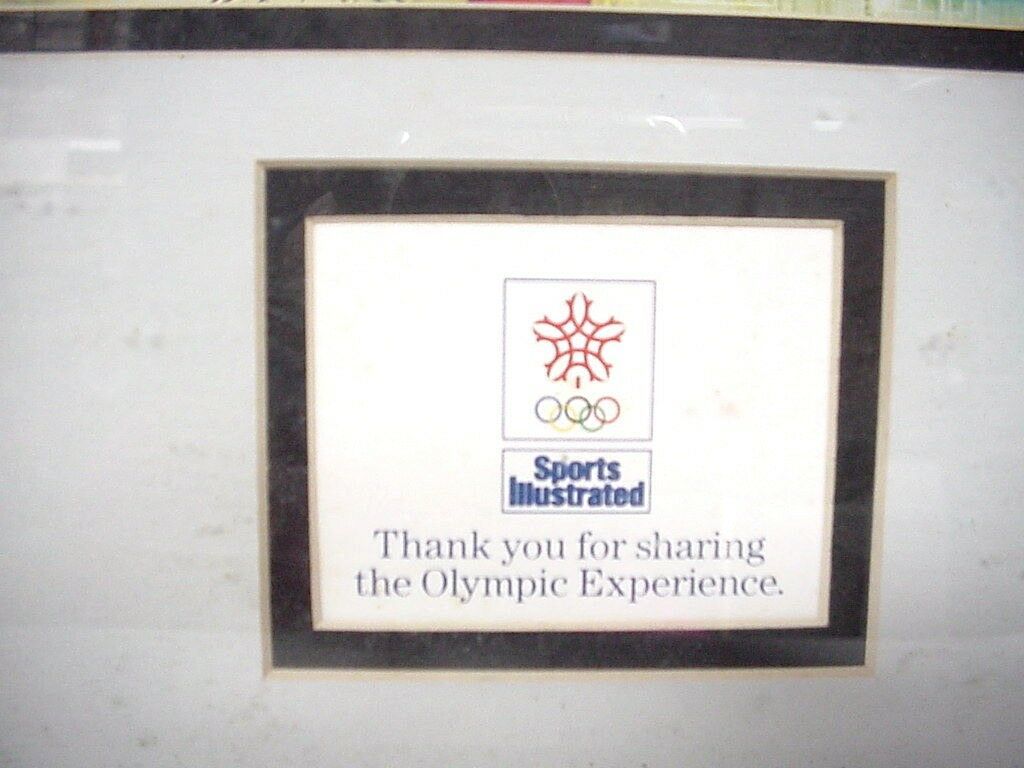 Sports
Illustrated
Thank you for sharing
the Olympic Experience.